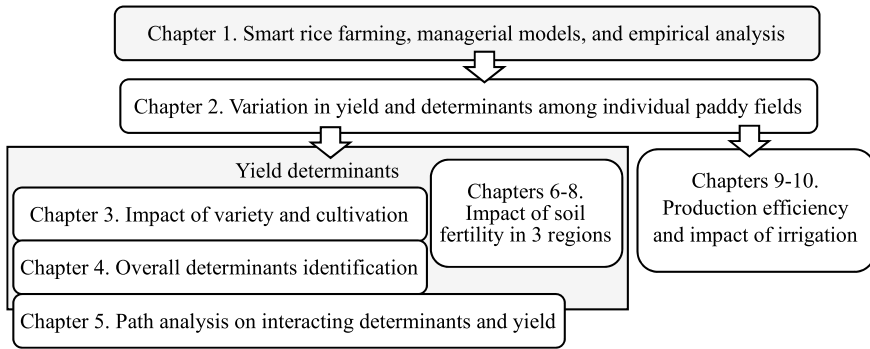 Chapter 1. Smart rice farming, managerial models, and empirical analysis
Chapter 2. Variation in yield and determinants among individual paddy fields
Yield determinants
Chapter 3. Impact of variety and cultivation
Chapter 4. Overall determinants identification
Chapter 5. Path analysis on interacting determinants and yield
Chapters 6-8.
Impact of soil
fertility in 3 regions
Chapters 9-10.
Production efficiency
and impact of irrigation